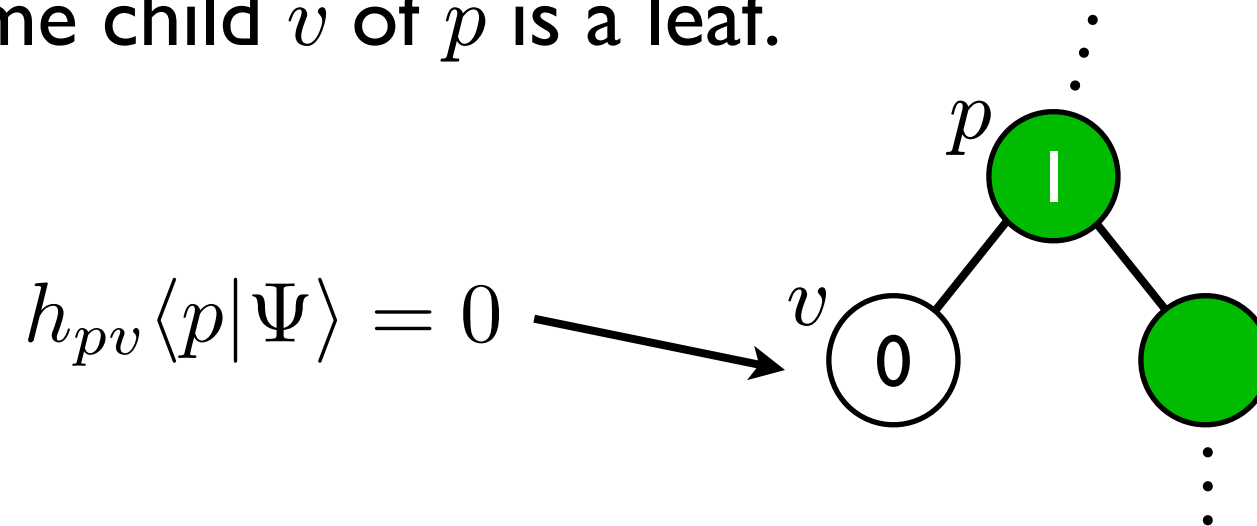 me child v of p is a leaf.
p
1
h_{pv}⟨p|Ψ⟩ = 0
v
0